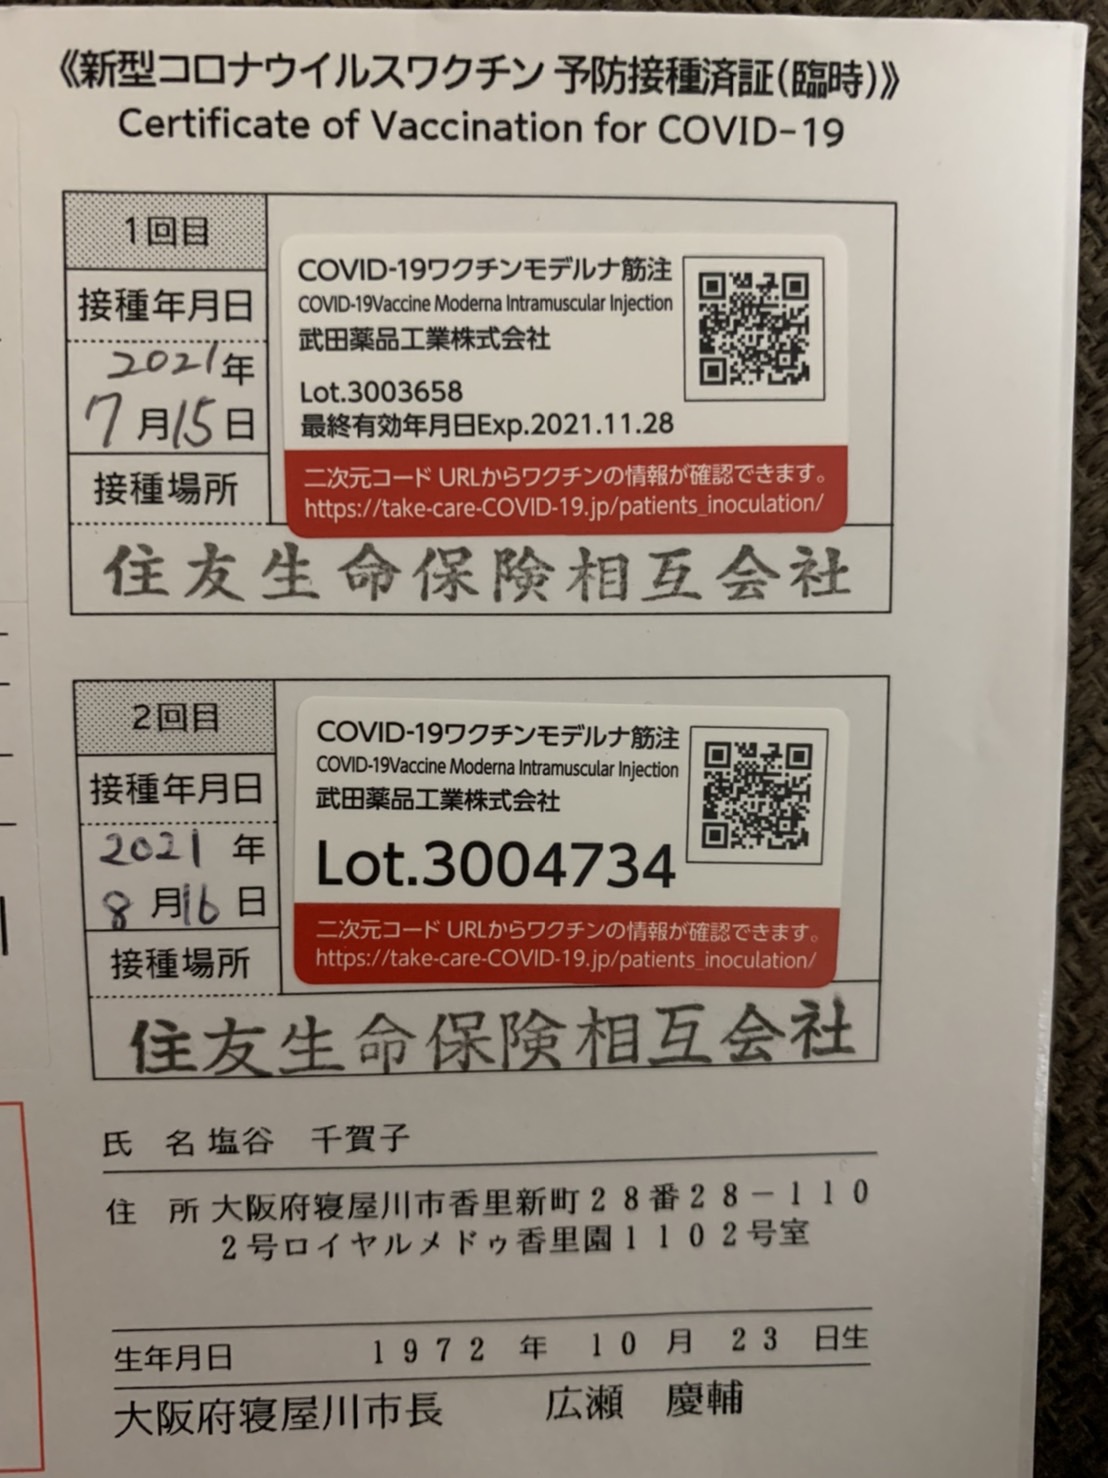 《新型コロナウイルスワクチン 予防接種済証(臨時)》
Certificate of Vaccination for COVID-19
1回目
接種年月日
2021年
7月15日
接種場所
COVID-19ワクチンモデルナ筋注
COVID-19Vaccine Moderna Intramuscular Injection
武田薬品工業株式会社
Lot.3003658
最終有効年月日Exp.2021.11.28
二次元コード URLからワクチンの情報が確認できます。
https://take-care-COVID-19.jp/patients_inoculation/
住友生命保険相互会社
2回目
接種年月日
2021年
8月16日
接種場所
COVID-19ワクチンモデルナ筋注
COVID-19Vaccine Moderna Intramuscular Injection
武田薬品工業株式会社
Lot.3004734
二次元コード URLからワクチンの情報が確認できます。
https://take-care-COVID-19.jp/patients_inoculation/
住友生命保険相互会社
氏 名 塩谷 千賀子
住 所 大阪府寝屋川市香里新町28番28-110
2号ロイヤルメドゥ香里園1102号室
生年月日 1972年 10月 23日生
大阪府寝屋川市長 広瀬 慶輔